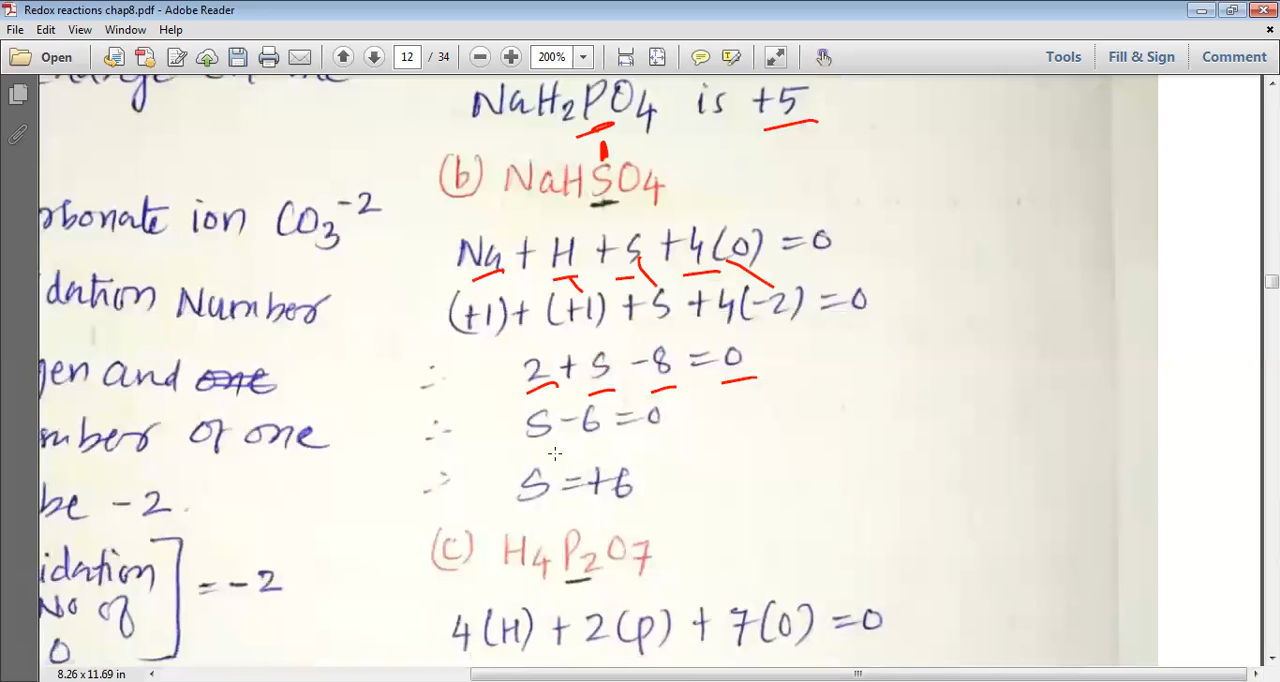 Redox reactions chap8.pdf - Adobe Reader
File Edit View Window Help
Open 12 / 34 200% Tools Fill & Sign Comment
NaH2PO4 is +5
(b) NaHSO4
rbonate ion CO3-2
Na + H + S + 4(O) = 0
dation Number
(+1) + (+1) + S + 4(-2) = 0
gen and one
∴ 2 + S - 8 = 0
∴ S - 6 = 0
mber of one
∴ S = +6
be -2.
(c) H4P2O7
idation
No of
O
= -2
4(H) + 2(P) + 7(O) = 0
8.26 x 11.69 in